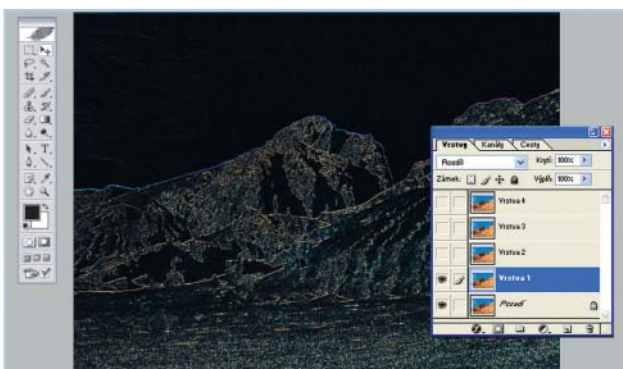 Vrstvy Kanály Cesty
Rozdíl Krytí: 100%
Zámek: Výplň: 100%
Vrstva 4
Vrstva 3
Vrstva 2
Vrstva 1
Pozadí